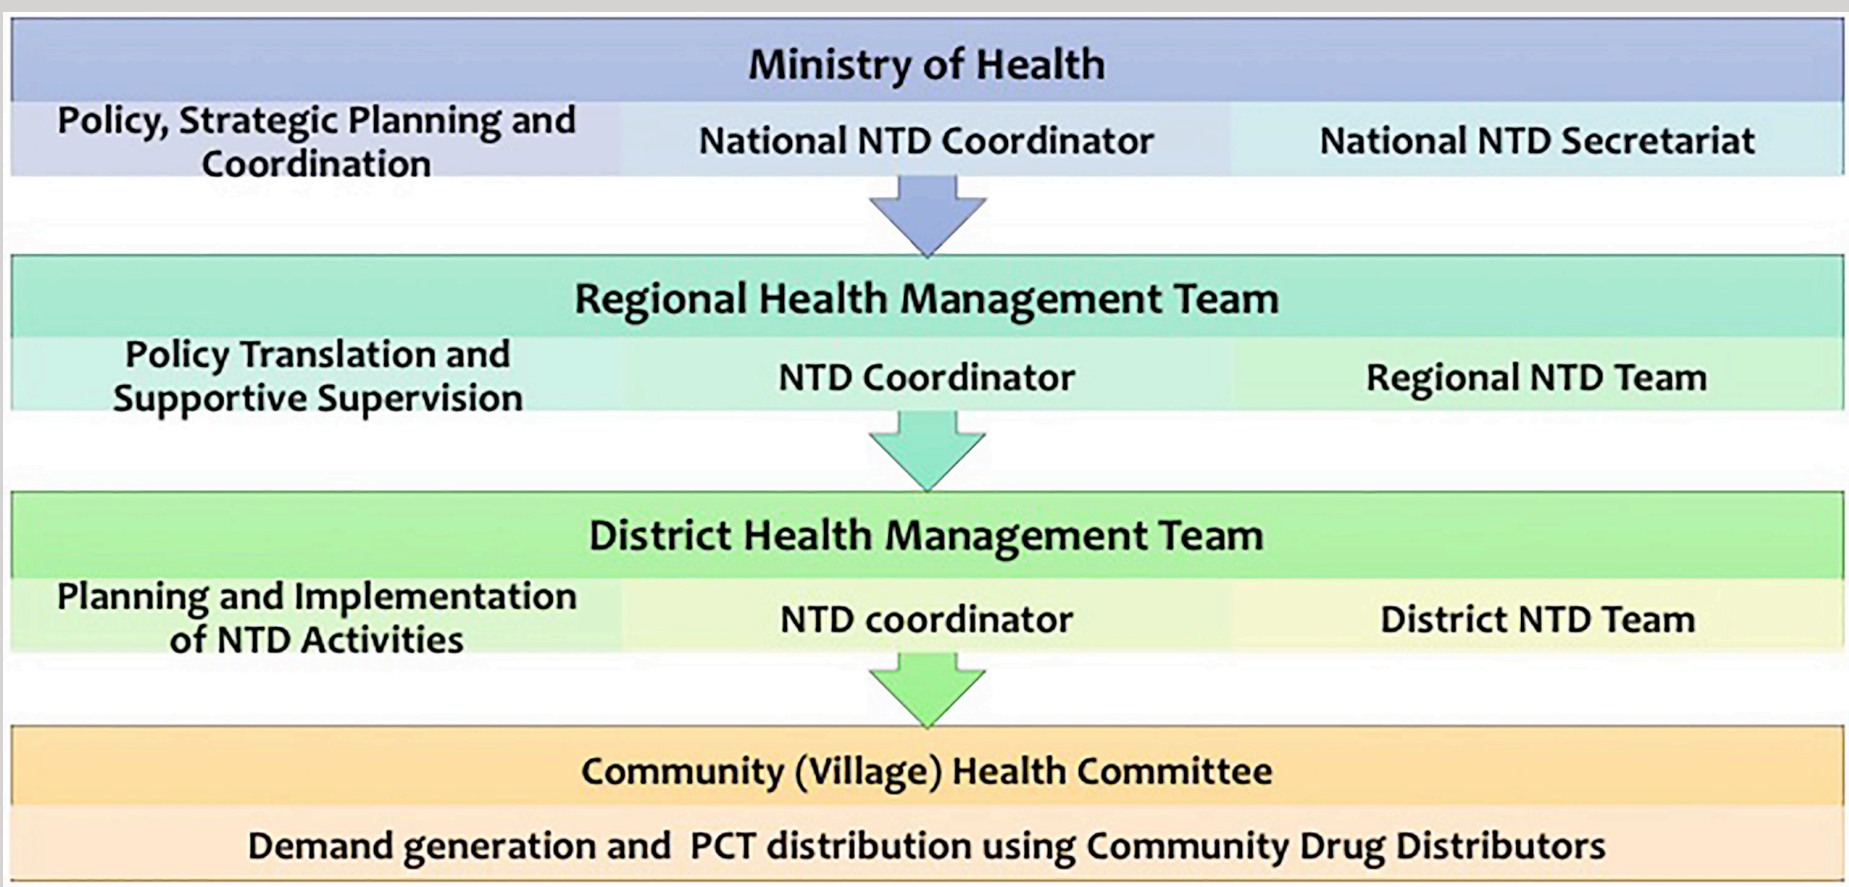 Ministry of Health
Policy, Strategic Planning and
Coordination
National NTD Coordinator
National NTD Secretariat
Regional Health Management Team
Policy Translation and
Supportive Supervision
NTD Coordinator
Regional NTD Team
District Health Management Team
Planning and Implementation
of NTD Activities
NTD coordinator
District NTD Team
Community (Village) Health Committee
Demand generation and  PCT distribution using Community Drug Distributors